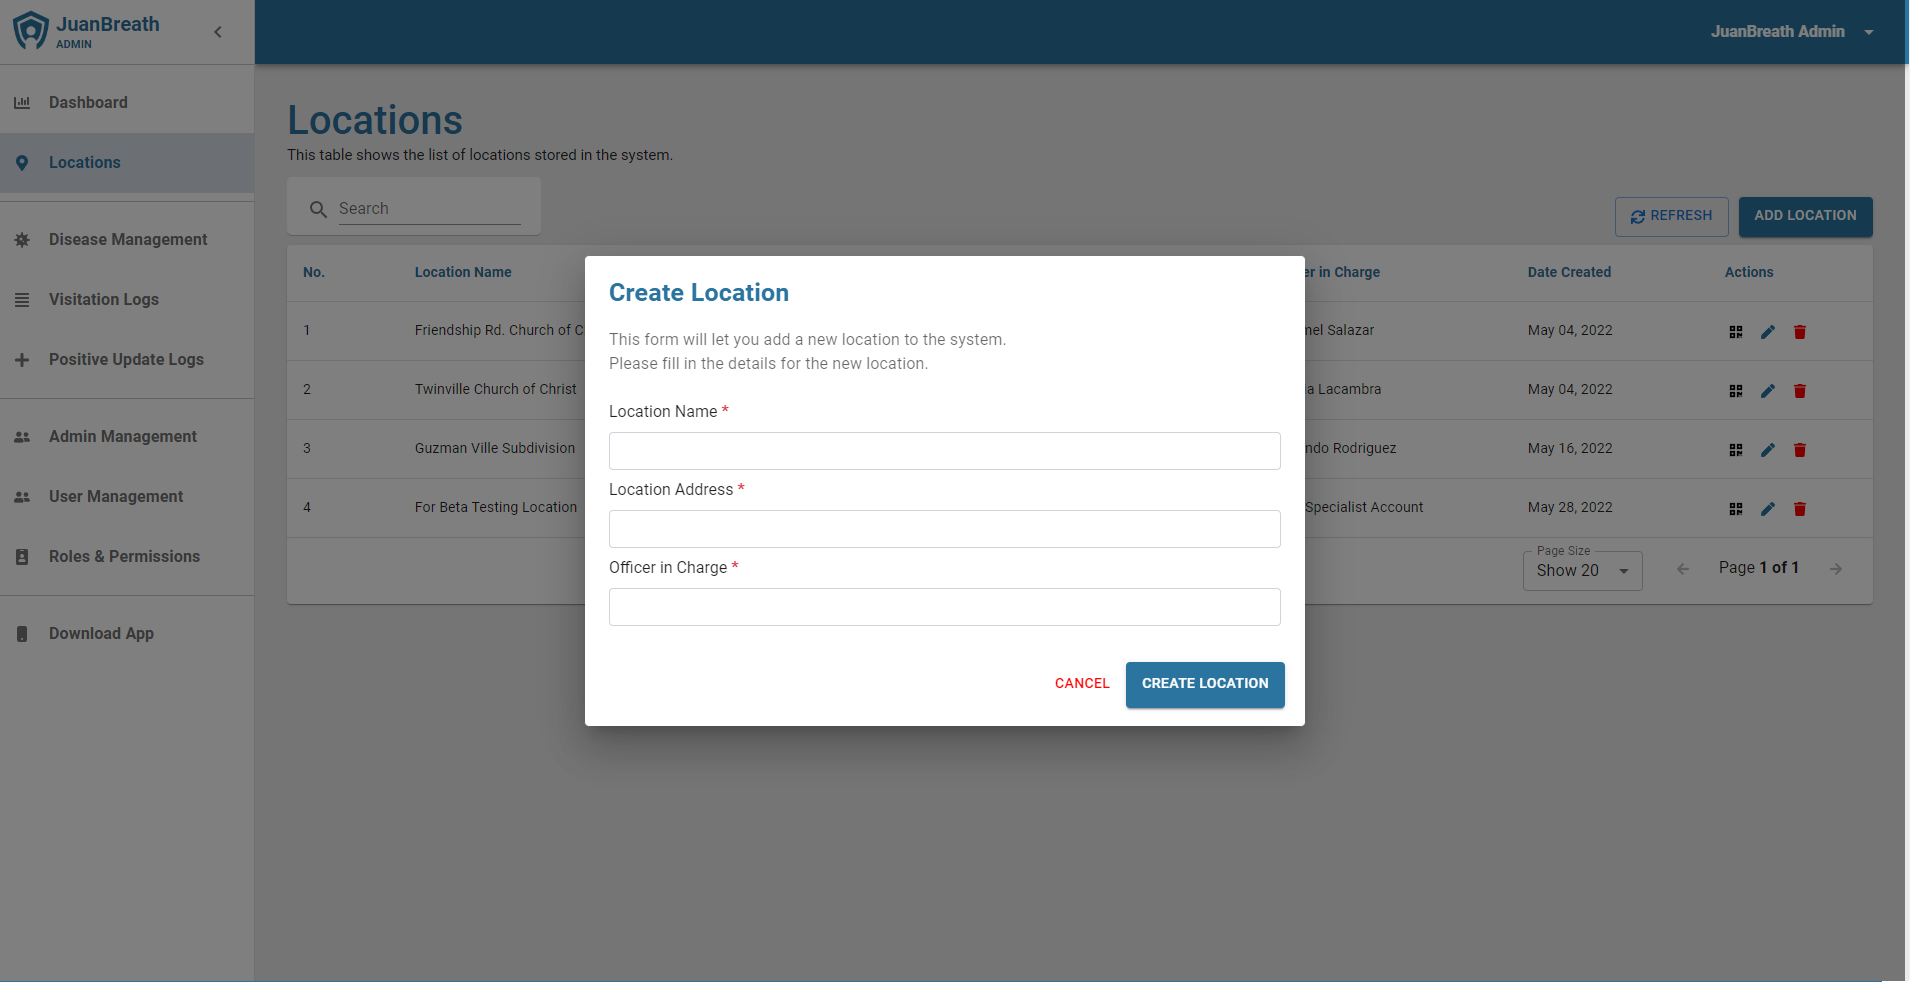 JuanBreath
ADMIN
JuanBreath Admin
Dashboard
Locations
Disease Management
Visitation Logs
Positive Update Logs
Admin Management
User Management
Roles & Permissions
Download App
Locations
This table shows the list of locations stored in the system.
Search
REFRESH
ADD LOCATION
No. Location Name er in Charge Date Created Actions
1 Friendship Rd. Church of C nel Salazar May 04, 2022
2 Twinville Church of Christ a Lacambra May 04, 2022
3 Guzman Ville Subdivision ndo Rodriguez May 16, 2022
4 For Beta Testing Location Specialist Account May 28, 2022
Page Size
Show 20
Page 1 of 1
Create Location
This form will let you add a new location to the system.
Please fill in the details for the new location.
Location Name *
Location Address *
Officer in Charge *
CANCEL
CREATE LOCATION